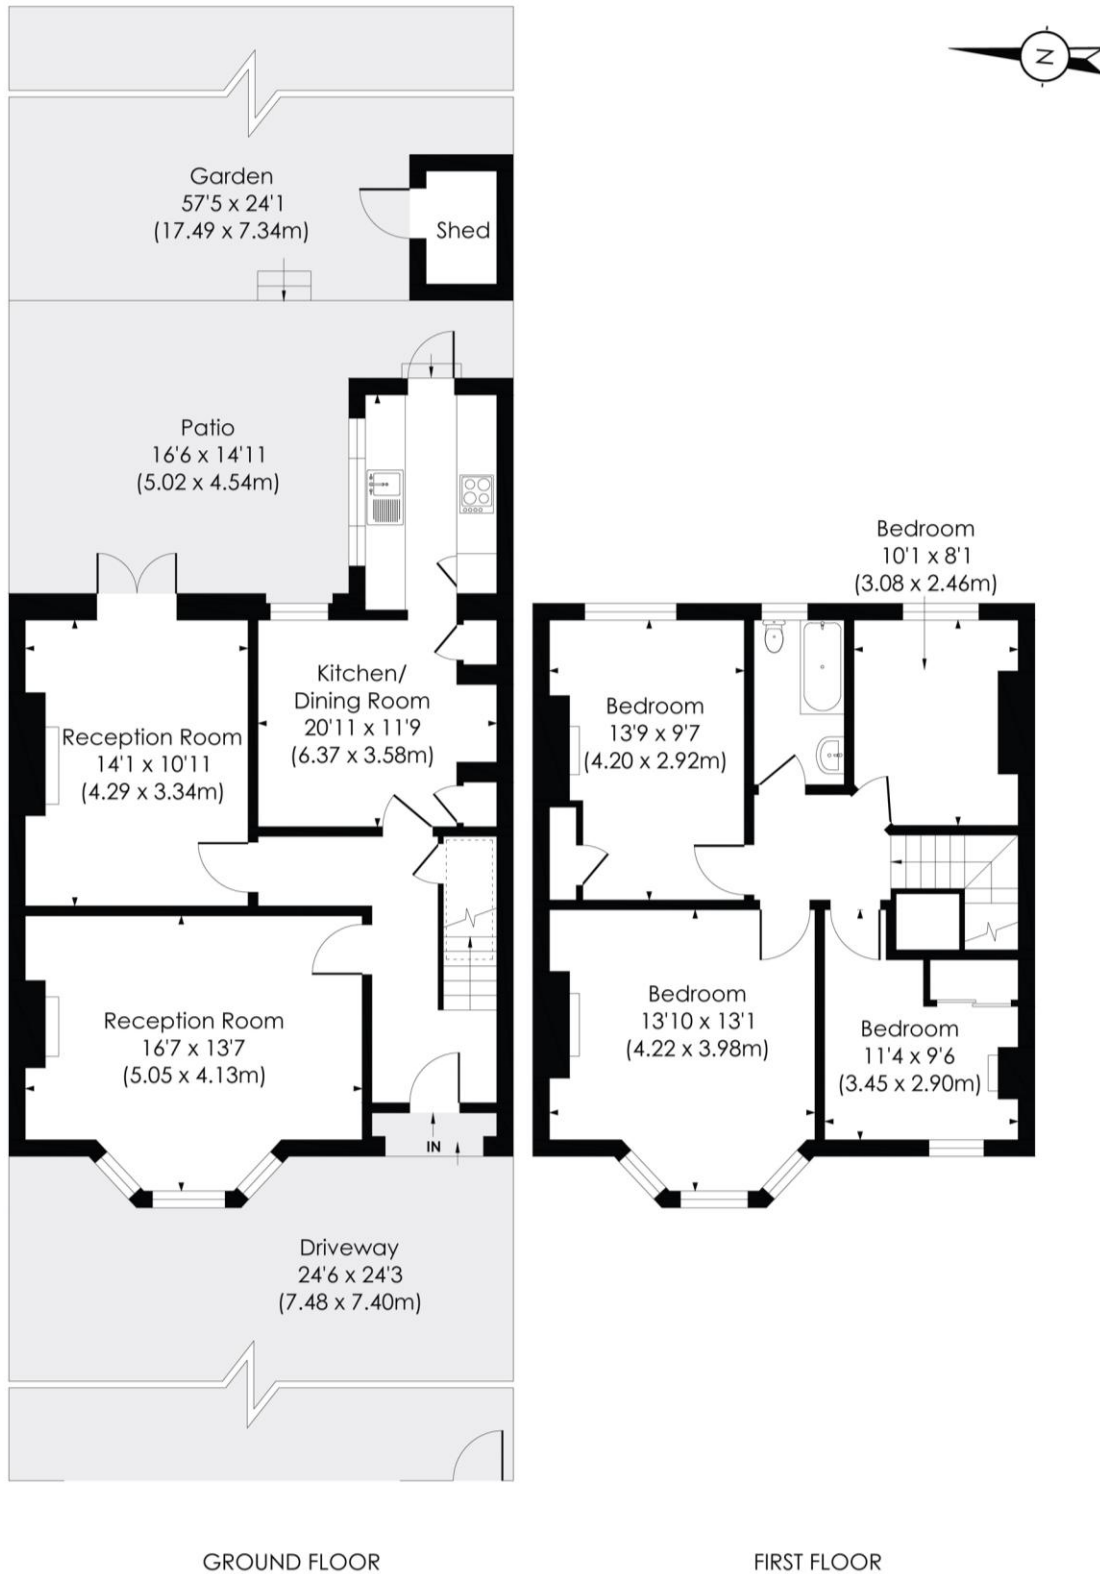 N
Garden
57'5 x 24'1
(17.49 x 7.34m)
Shed
Patio
16'6 x 14'11
(5.02 x 4.54m)
Kitchen/
Dining Room
20'11 x 11'9
(6.37 x 3.58m)
Reception Room
14'1 x 10'11
(4.29 x 3.34m)
Reception Room
16'7 x 13'7
(5.05 x 4.13m)
IN
Driveway
24'6 x 24'3
(7.48 x 7.40m)
GROUND FLOOR
Bedroom
10'1 x 8'1
(3.08 x 2.46m)
Bedroom
13'9 x 9'7
(4.20 x 2.92m)
Bedroom
13'10 x 13'1
(4.22 x 3.98m)
Bedroom
11'4 x 9'6
(3.45 x 2.90m)
FIRST FLOOR